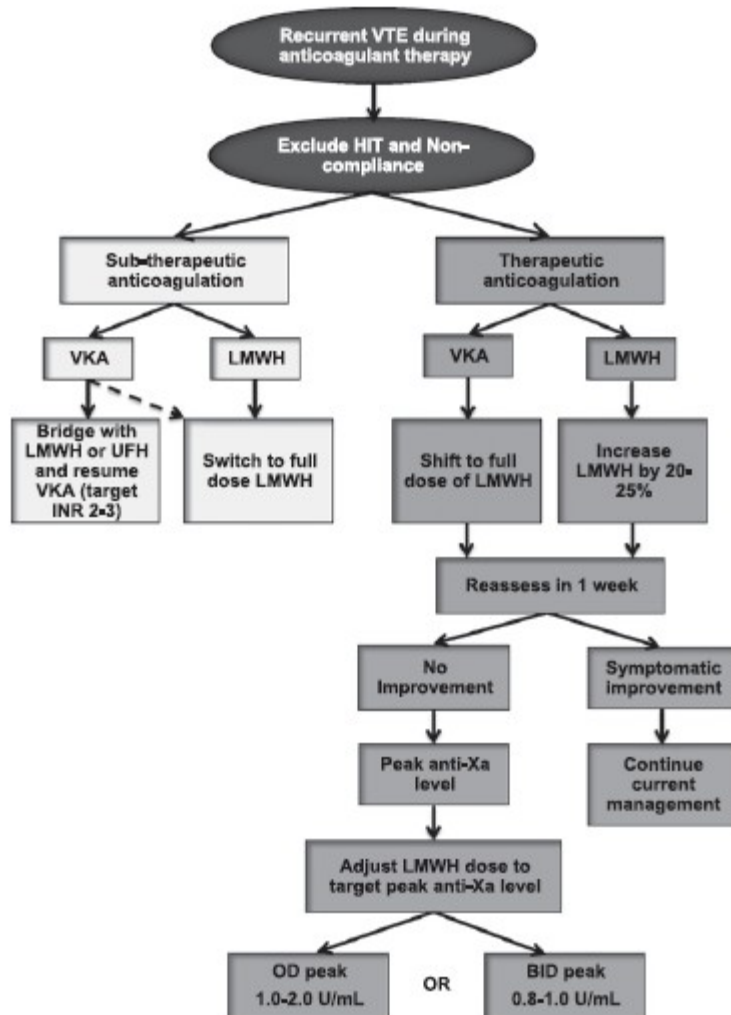 Recurrent VTE during
anticoagulant therapy
Exclude HIT and Non-
compliance
Sub-therapeutic
anticoagulation
Therapeutic
anticoagulation
VKA
LMWH
VKA
LMWH
Bridge with
LMWH or UFH
and resume
VKA (target
INR 2-3)
Switch to full
dose LMWH
Shift to full
dose of LMWH
Increase
LMWH by 20-
25%
Reassess in 1 week
No
Improvement
Symptomatic
improvement
Peak anti-Xa
level
Continue
current
management
Adjust LMWH dose to
target peak anti-Xa level
OD peak
1.0-2.0 U/mL
OR
BID peak
0.8-1.0 U/mL